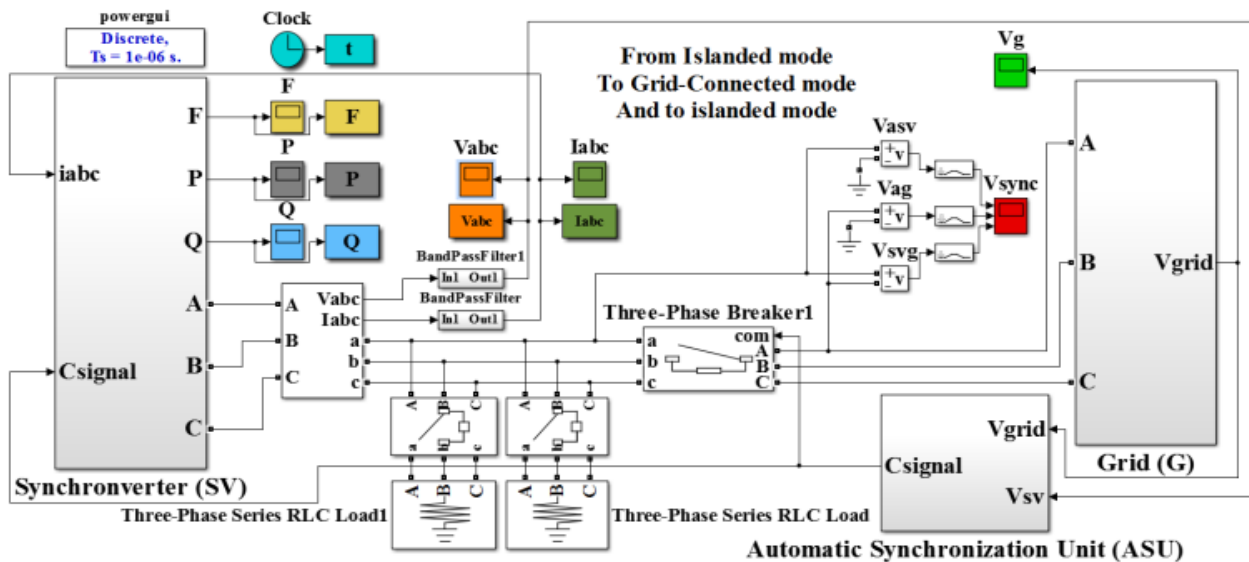 powergui
Discrete,
Ts = 1e-06 s.
Clock
t
From Islanded mode
To Grid-Connected mode
And to islanded mode
Vg
F
F
F
P
P
P
Q
Q
Q
iabc
Csignal
A
B
C
Synchronverter (SV)
Vabc
Vabc
Iabc
Iabc
BandPassFilter1
In1 Out1
BandPassFilter
In1 Out1
A
B
C
Vabc
Iabc
a
b
c
Three-Phase Breaker1
com
a
b
c
A
B
C
Vasv
+
v
-
Vag
+
v
-
Vsvg
+
v
-
Vsync
A
B
C
Vgrid
Grid (G)
A B C
a b c
A B C
a b c
A B C
A B C
Three-Phase Series RLC Load1
Three-Phase Series RLC Load
Csignal
Vgrid
Vsv
Automatic Synchronization Unit (ASU)